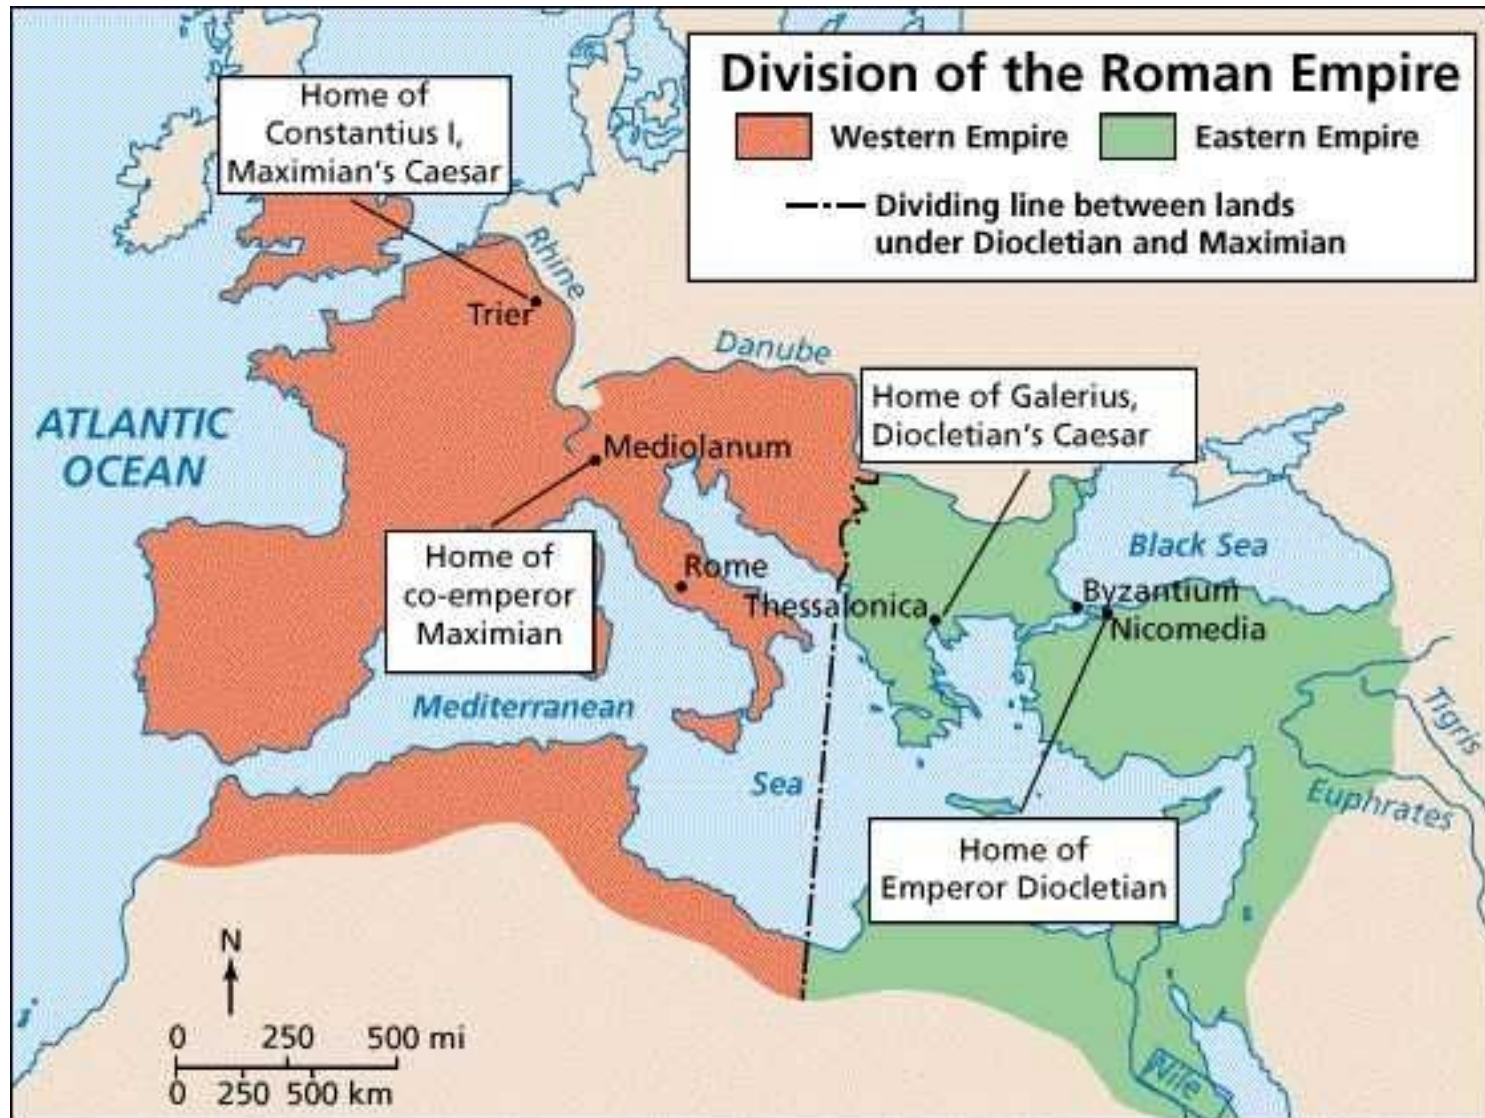 Division of the Roman Empire
Western Empire
Eastern Empire
Dividing line between lands
under Diocletian and Maximian
Home of
Constantius I,
Maximian's Caesar
Rhine
Trier
Danube
Home of Galerius,
Diocletian's Caesar
ATLANTIC
OCEAN
Mediolanum
Home of
co-emperor
Maximian
Rome
Black Sea
Thessalonica
Byzantium
Nicomedia
Mediterranean
Sea
Tigris
Euphrates
Home of
Emperor Diocletian
N
0 250 500 mi
0 250 500 km
Nile